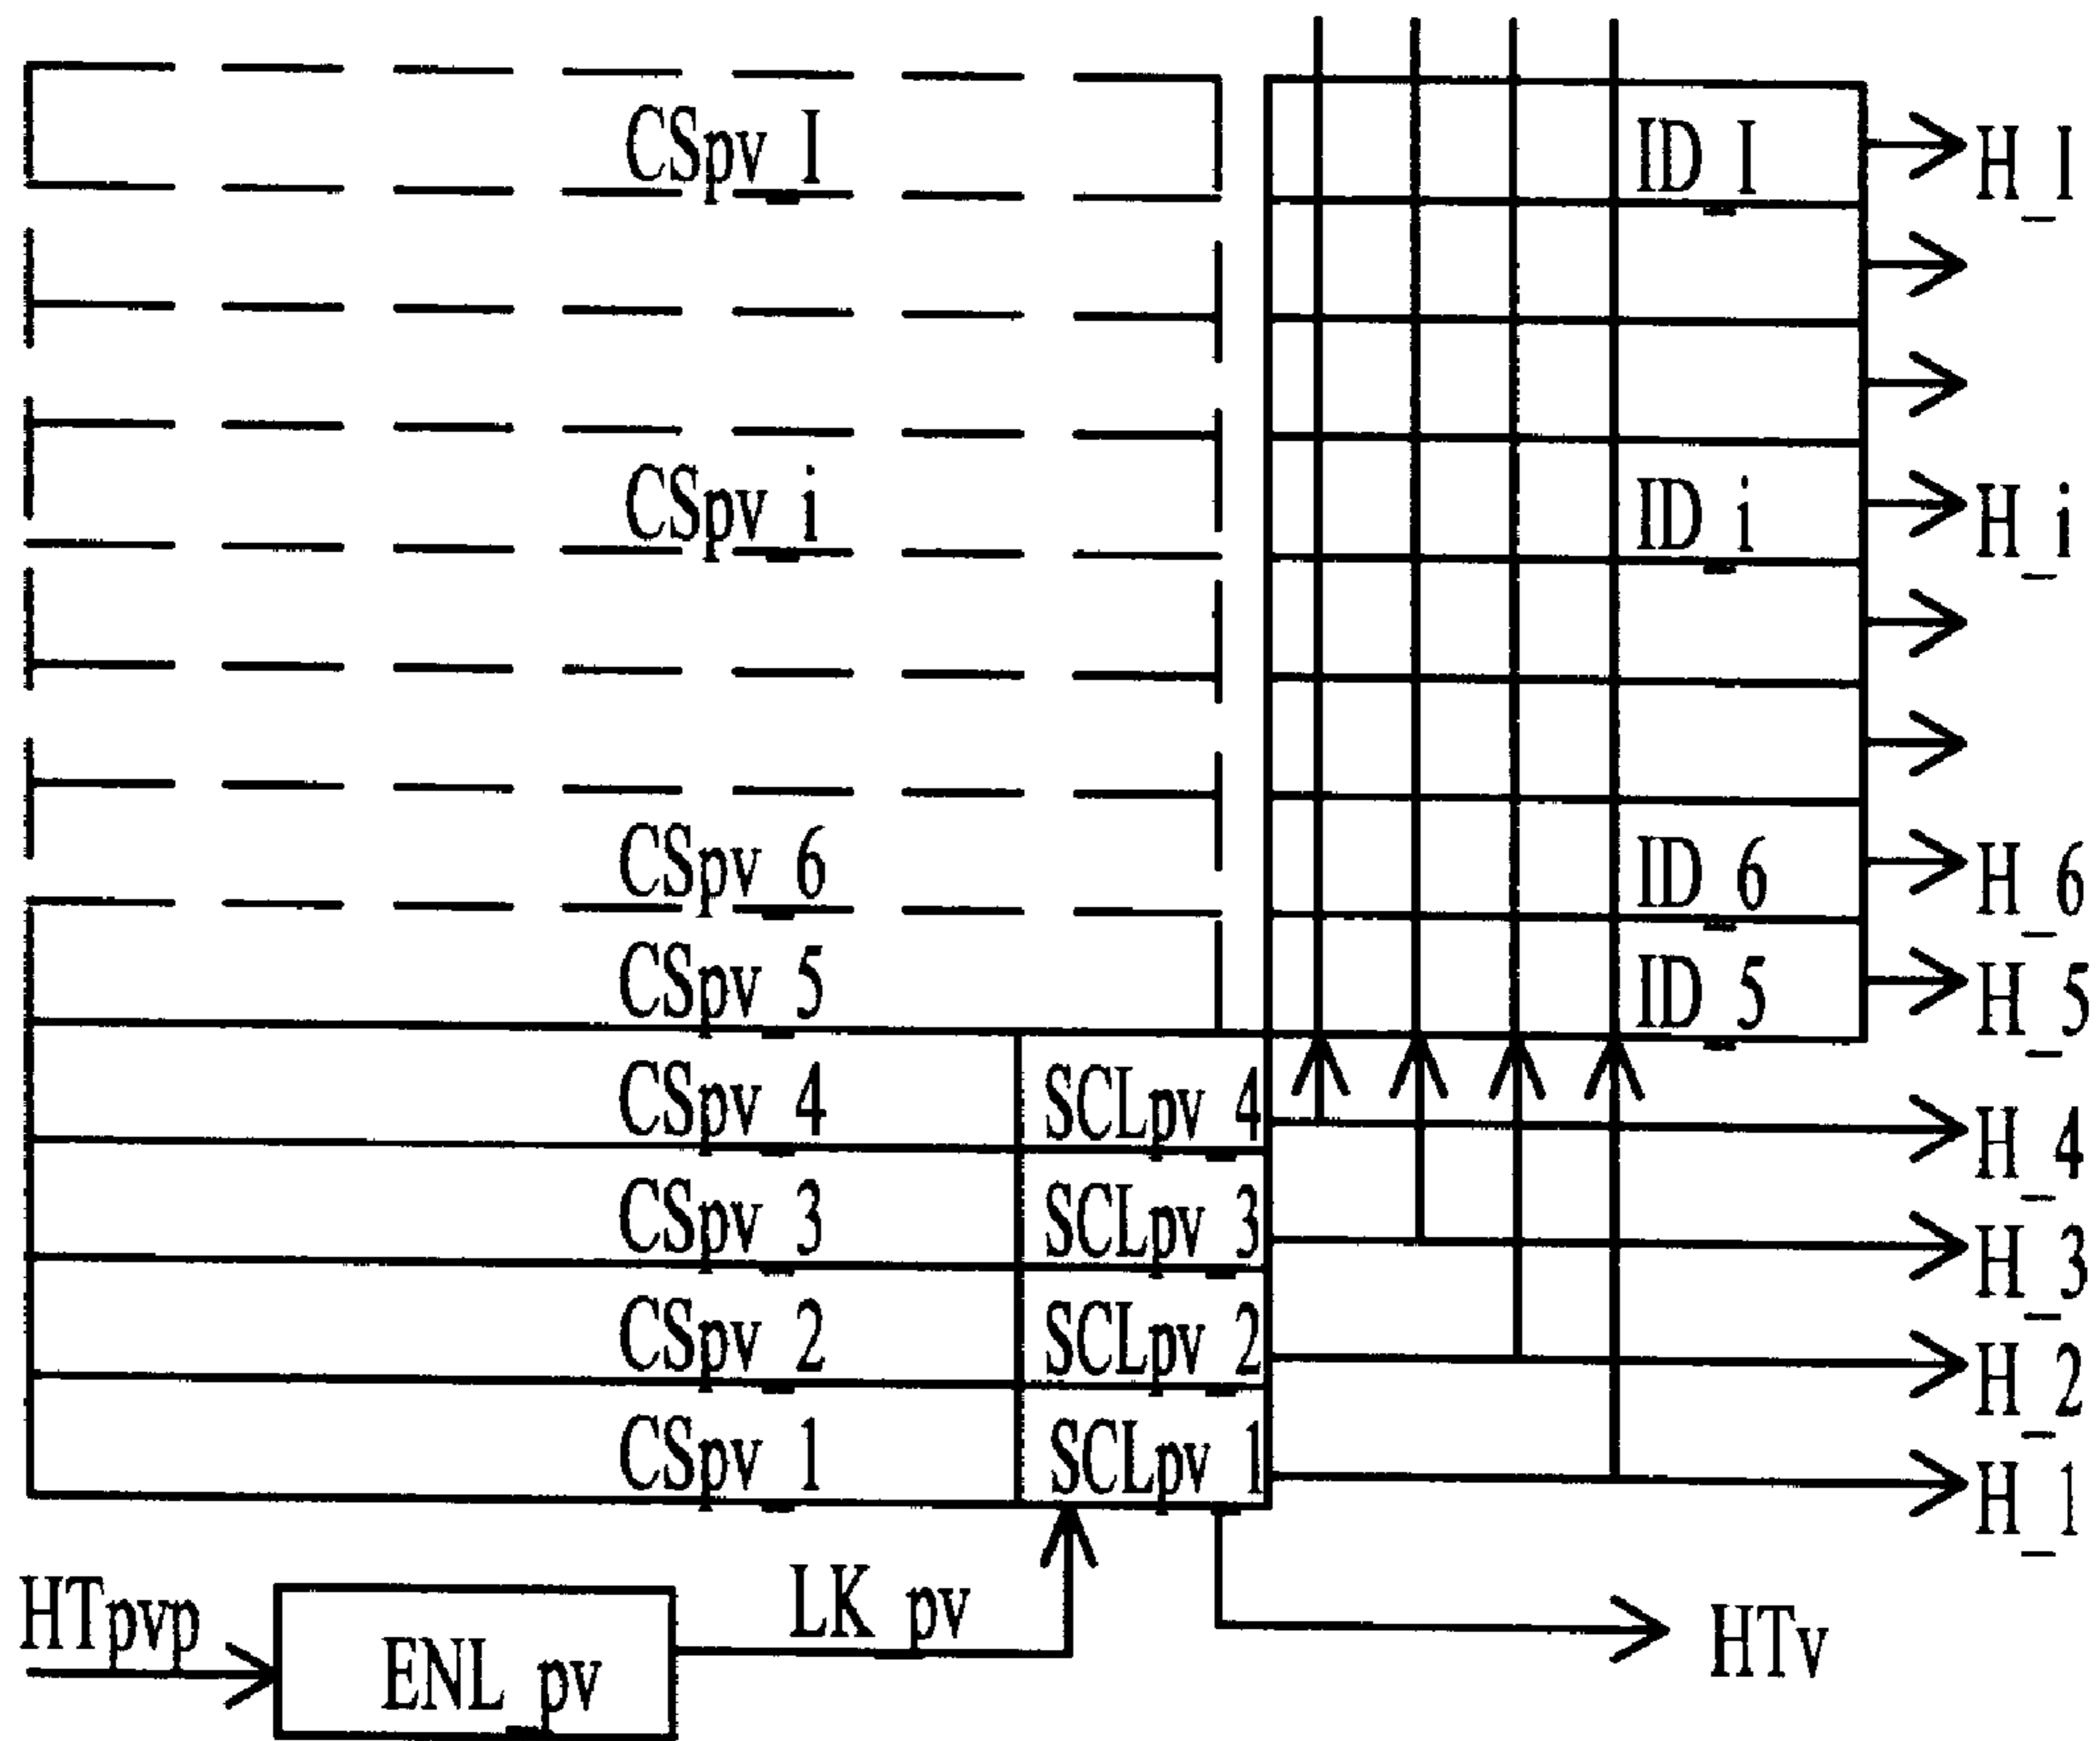 CSpv_I ID_I H_I
CSpv_i ID_i H_i
CSpv_6 ID_6 H_6
CSpv_5 ID_5 H_5
CSpv_4 SCLpv_4 H_4
CSpv_3 SCLpv_3 H_3
CSpv_2 SCLpv_2 H_2
CSpv_1 SCLpv_1 H_1
HTpvp LK_pv
ENL_pv HTv